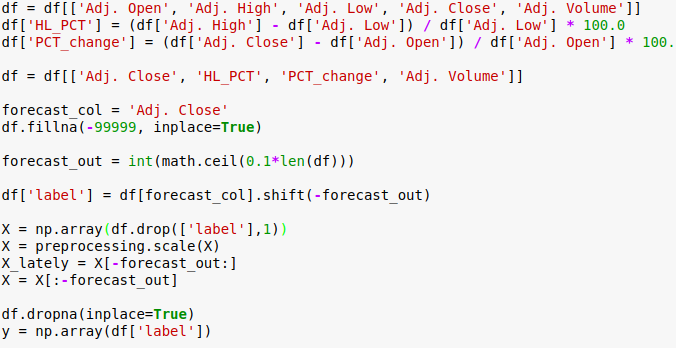 df = df[['Adj. Open', 'Adj. High', 'Adj. Low', 'Adj. Close', 'Adj. Volume']]
df['HL_PCT'] = (df['Adj. High'] - df['Adj. Low']) / df['Adj. Low'] * 100.0
df['PCT_change'] = (df['Adj. Close'] - df['Adj. Open']) / df['Adj. Open'] * 100.
df = df[['Adj. Close', 'HL_PCT', 'PCT_change', 'Adj. Volume']]
forecast_col = 'Adj. Close'
df.fillna(-99999, inplace=True)
forecast_out = int(math.ceil(0.1*len(df)))
df['label'] = df[forecast_col].shift(-forecast_out)
X = np.array(df.drop(['label'],1))
X = preprocessing.scale(X)
X_lately = X[-forecast_out:]
X = X[:-forecast_out]
df.dropna(inplace=True)
y = np.array(df['label'])